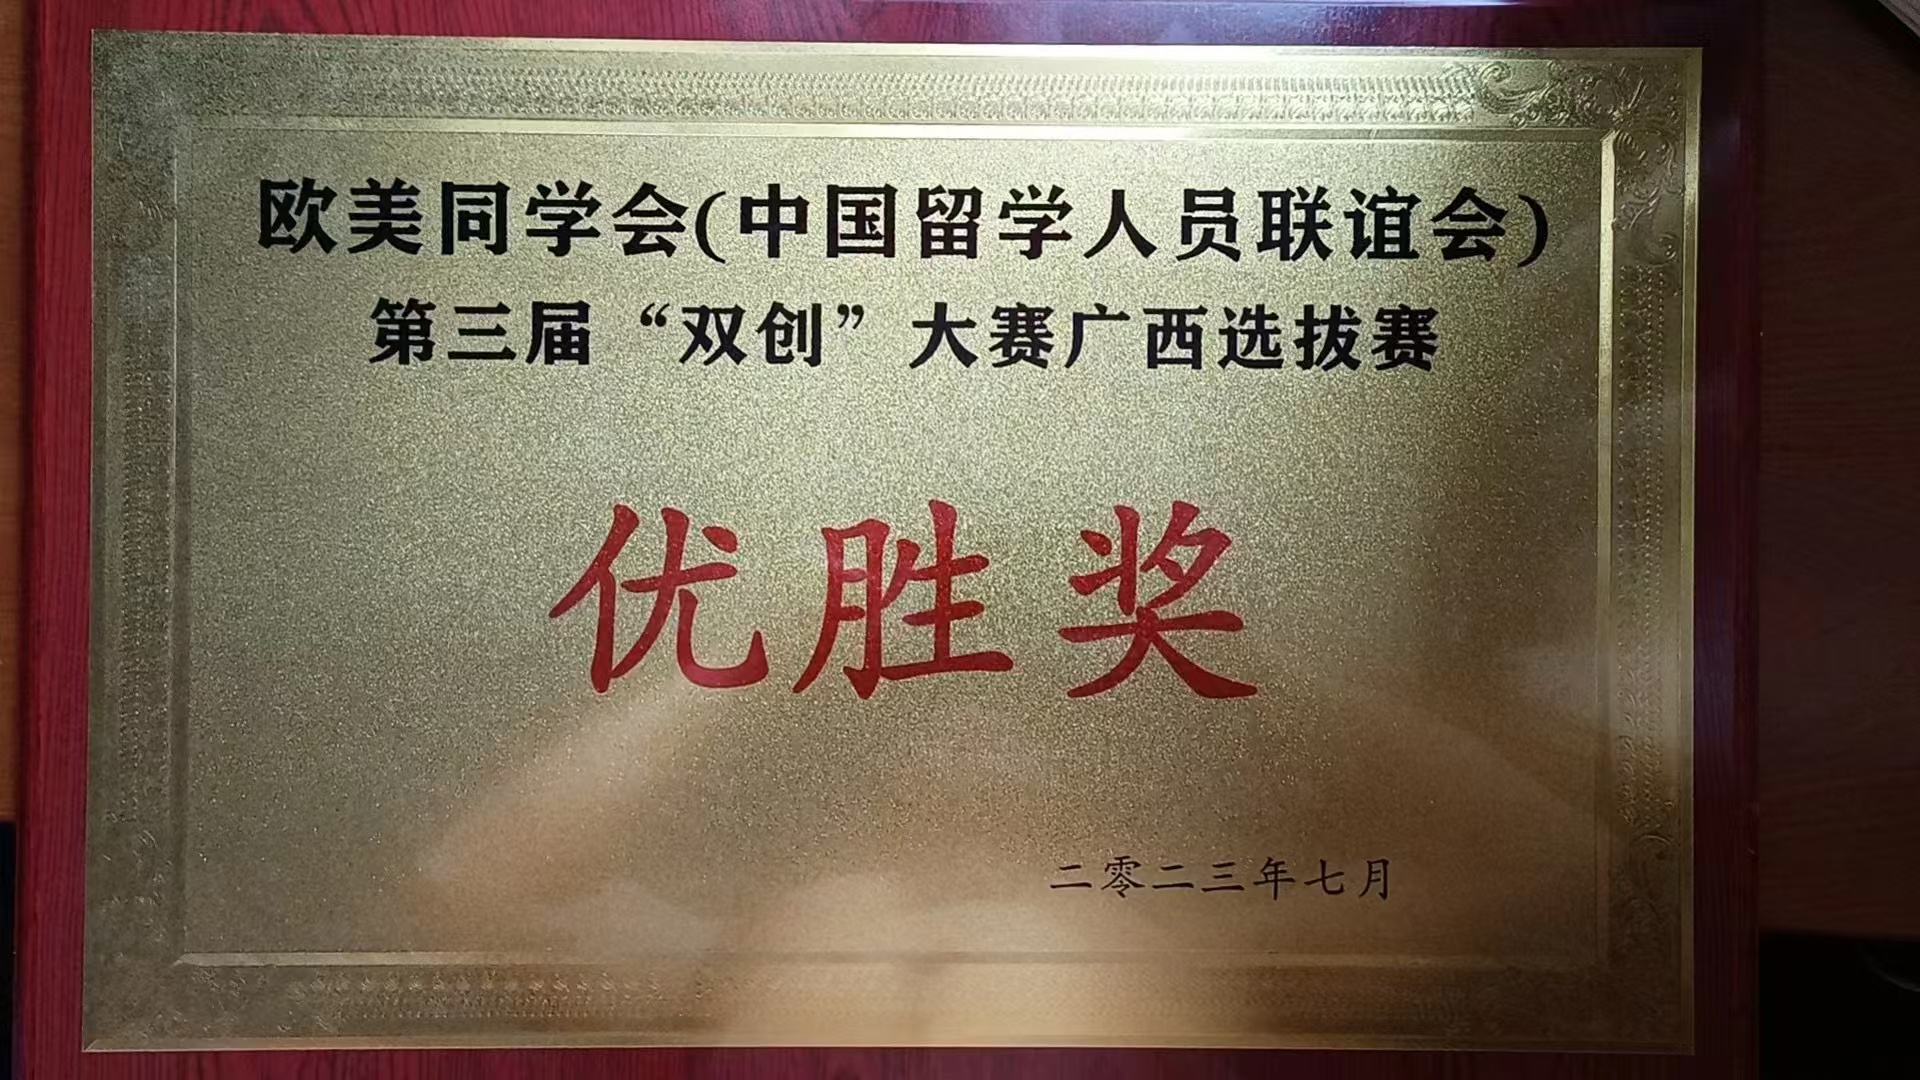 欧美同学会(中国留学人员联谊会)
第三届“双创”大赛广西选拔赛
优胜奖
二零二三年七月